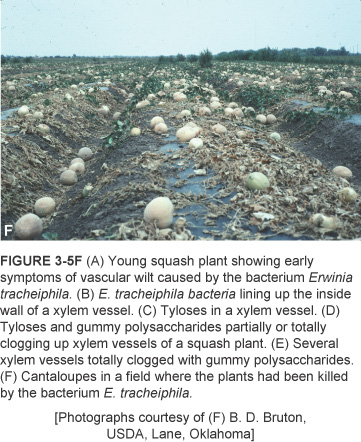 F
FIGURE 3-5F (A) Young squash plant showing early
symptoms of vascular wilt caused by the bacterium Erwinia
tracheiphila. (B) E. tracheiphila bacteria lining up the inside
wall of a xylem vessel. (C) Tyloses in a xylem vessel. (D)
Tyloses and gummy polysaccharides partially or totally
clogging up xylem vessels of a squash plant. (E) Several
xylem vessels totally clogged with gummy polysaccharides.
(F) Cantaloupes in a field where the plants had been killed
by the bacterium E. tracheiphila.
[Photographs courtesy of (F) B. D. Bruton,
USDA, Lane, Oklahoma]